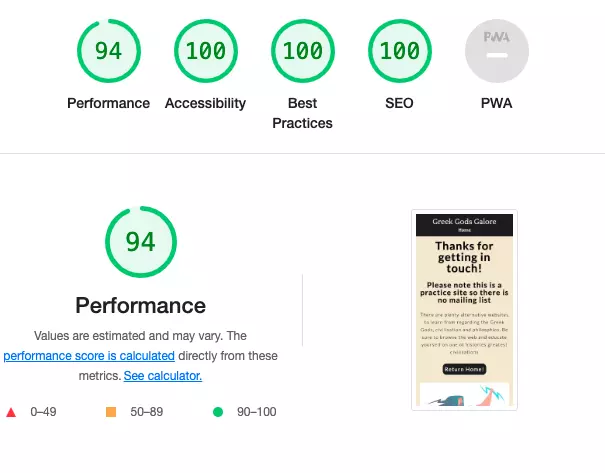 94
100
100
100
PWA
Performance
Accessibility
Best
Practices
SEO
PWA
94
Performance
Values are estimated and may vary. The
performance score is calculated directly from these
metrics. See calculator.
0–49
50–89
90–100
Greek Gods Galore
Home
Thanks for
getting in
touch!
Please note this is a
practice site so there is
no mailing list
There are plenty alternative websites
to learn from regarding the Greek
Gods, civilisation and philosophies. Be
sure to browse the web and educate
yourself on one of histories greatest
civilizations.
Return Home!